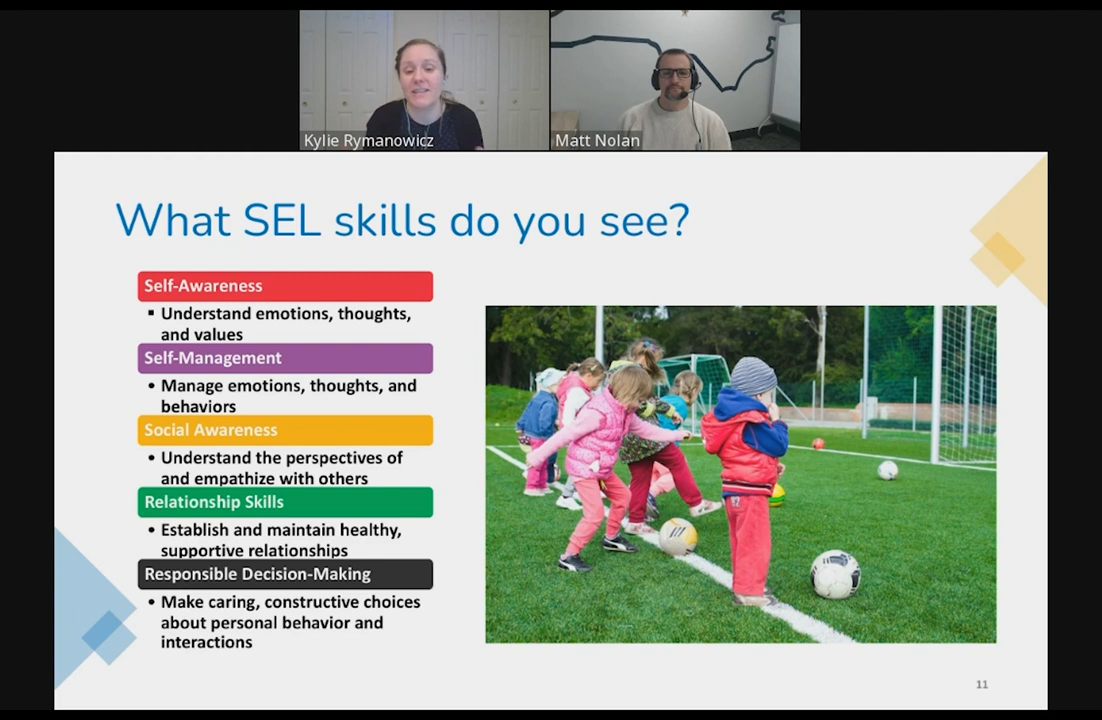 Kylie Rymanowicz
Matt Nolan
What SEL skills do you see?
Self-Awareness
▪ Understand emotions, thoughts,
and values
Self-Management
• Manage emotions, thoughts, and
behaviors
Social Awareness
• Understand the perspectives of
and empathize with others
Relationship Skills
• Establish and maintain healthy,
supportive relationships
Responsible Decision-Making
• Make caring, constructive choices
about personal behavior and
interactions
11